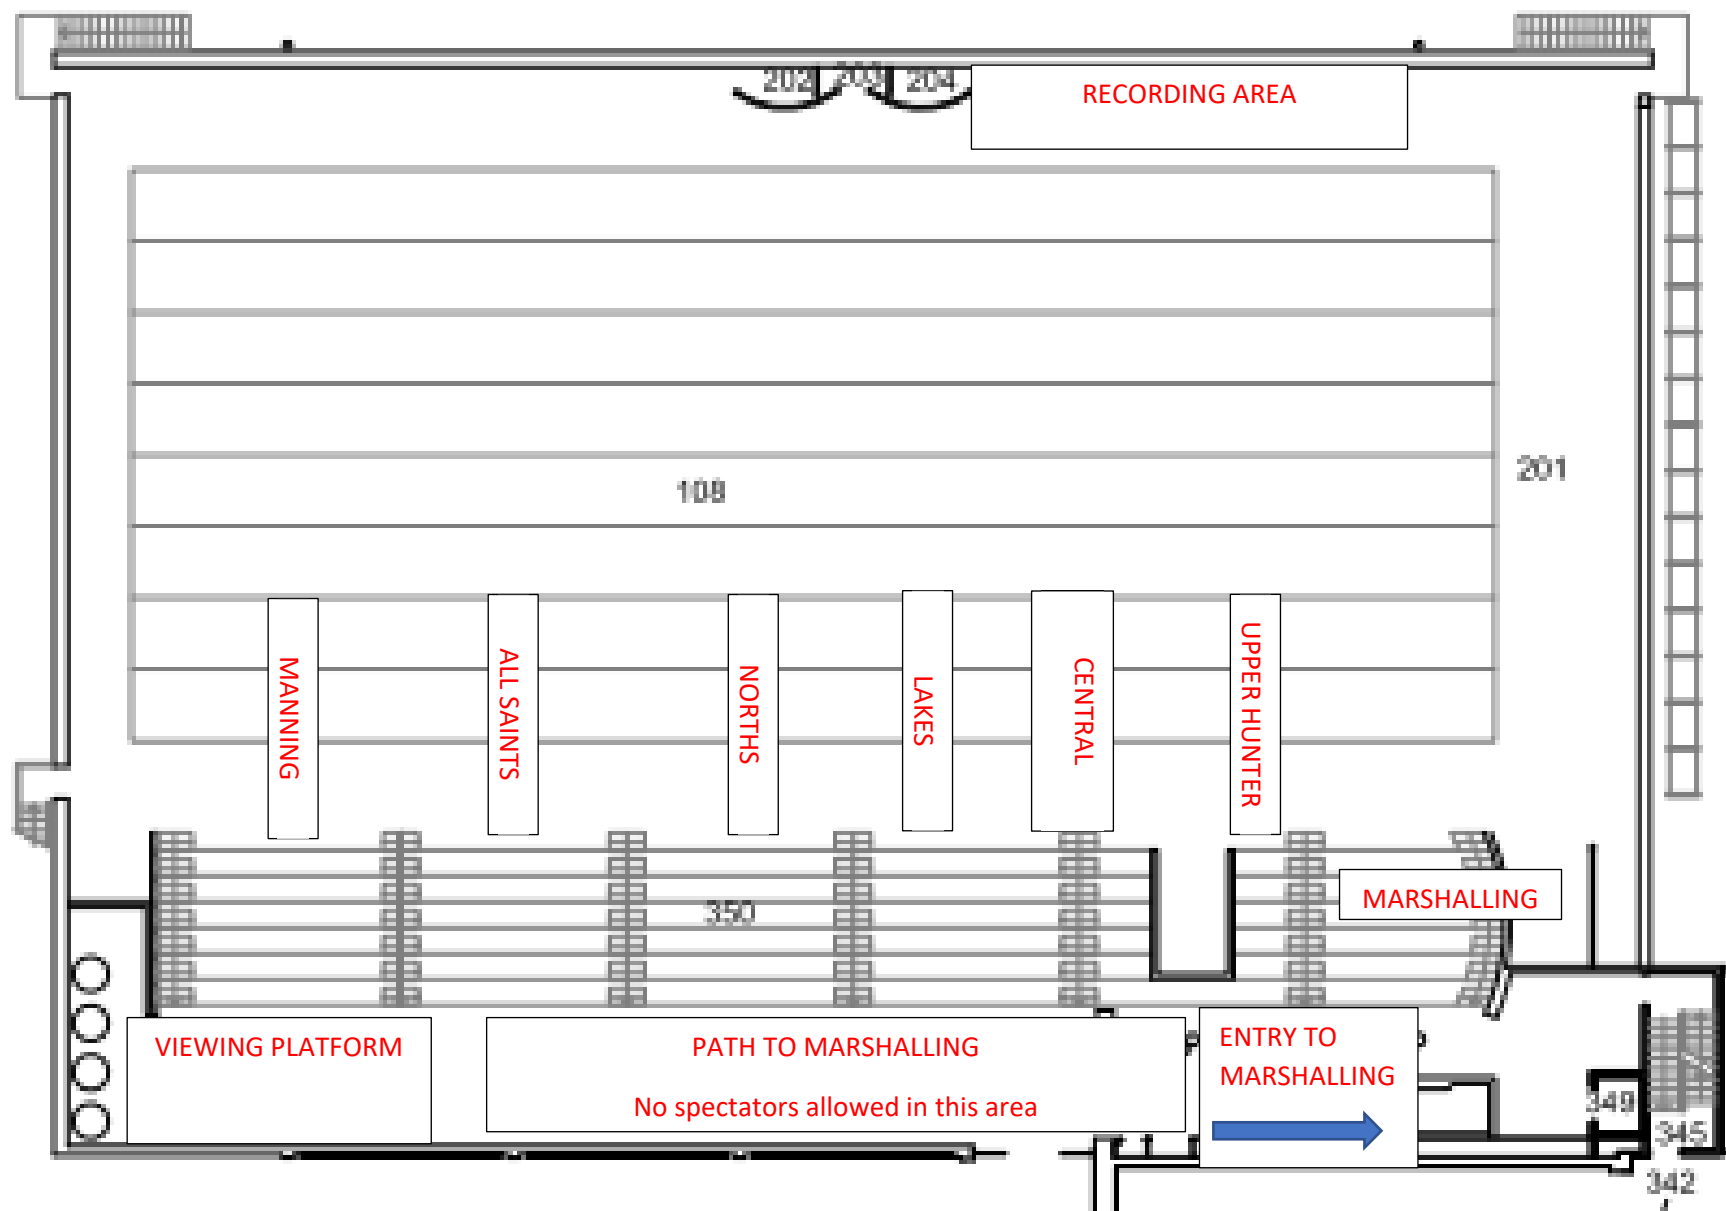 202 203 204
RECORDING AREA
201
108
MANNING
ALL SAINTS
NORTHS
LAKES
CENTRAL
UPPER HUNTER
350
MARSHALLING
VIEWING PLATFORM
PATH TO MARSHALLING
No spectators allowed in this area
ENTRY TO
MARSHALLING
349
345
342